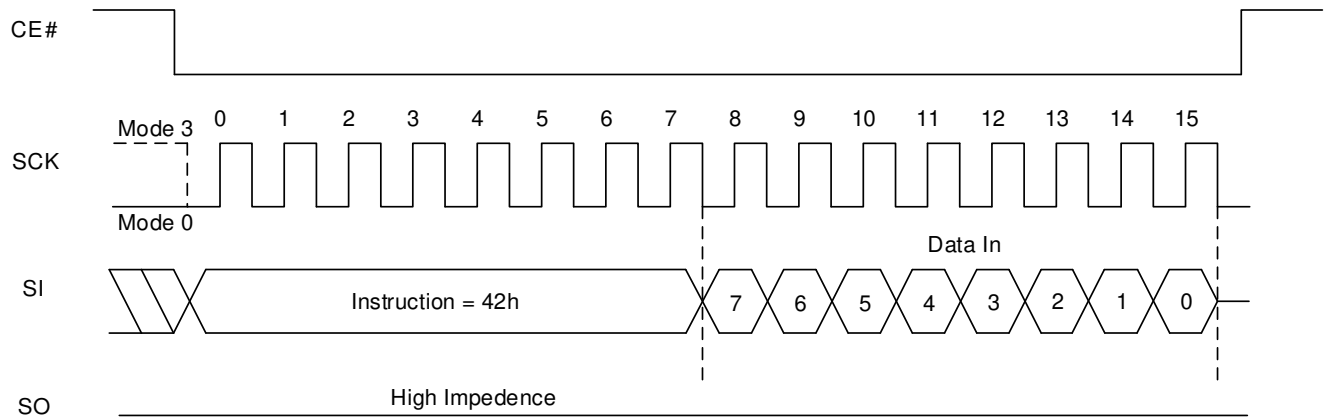 CE#
Mode 3
0 1 2 3 4 5 6 7 8 9 10 11 12 13 14 15
SCK
Mode 0
Data In
SI
Instruction = 42h
7 6 5 4 3 2 1 0
High Impedence
SO